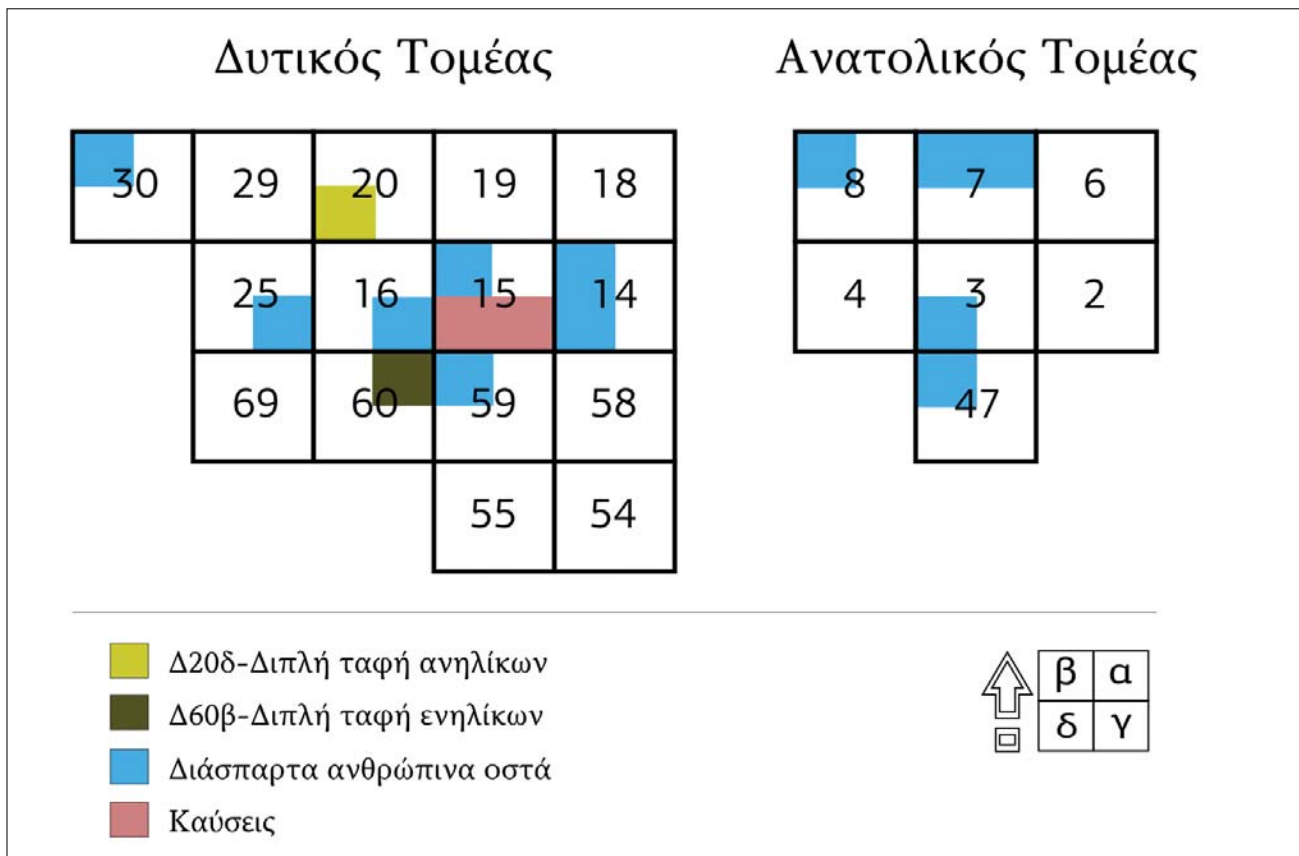 Δυτικός Τομέας
Ανατολικός Τομέας
30 29 20 19 18
8 7 6
25 16 15 14
4 3 2
69 60 59 58
47
55 54
Δ20δ-Διπλή ταφή ανηλίκων
Δ60β-Διπλή ταφή ενηλίκων
Διάσπαρτα ανθρώπινα οστά
Καύσεις
β α
δ γ